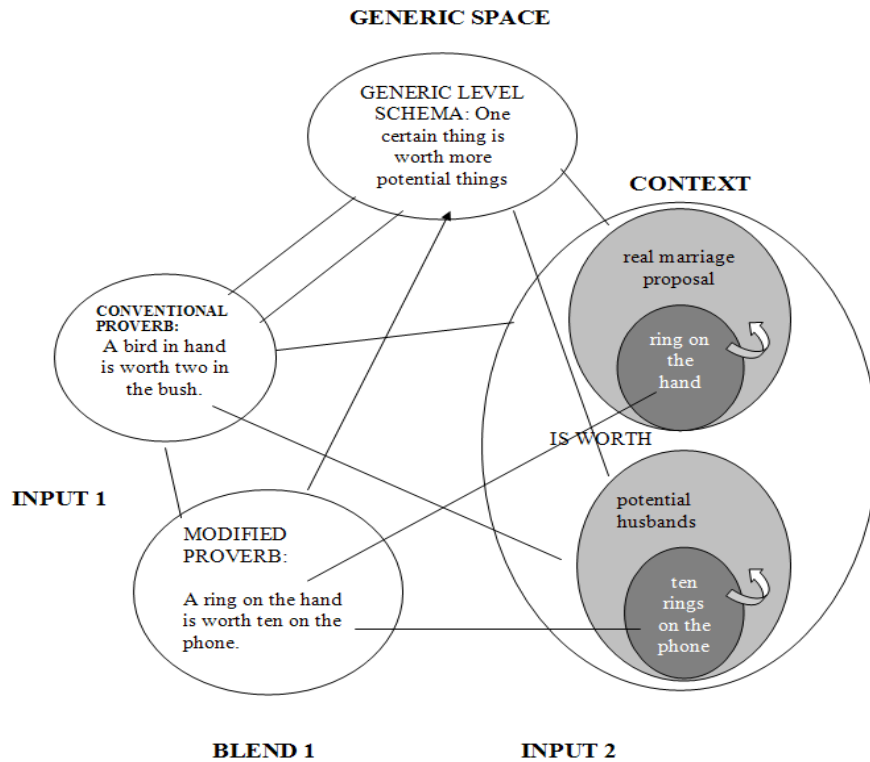 GENERIC SPACE
GENERIC LEVEL
SCHEMA: One
certain thing is
worth more
potential things
CONTEXT
real marriage
proposal
ring on
the
hand
CONVENTIONAL
PROVERB:
A bird in hand
is worth two in
the bush.
IS WORTH
INPUT 1
MODIFIED
PROVERB:
A ring on the hand
is worth ten on the
phone.
potential
husbands
ten
rings
on the
phone
BLEND 1
INPUT 2